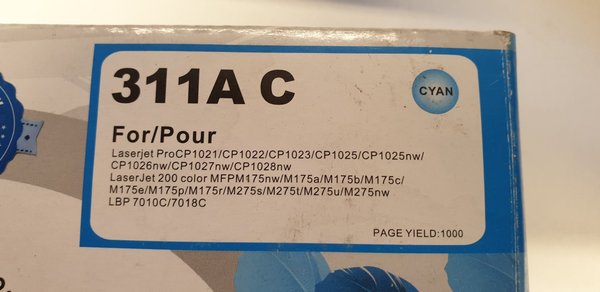 311A C
CYAN
For/Pour
Laserjet ProCP1021/CP1022/CP1023/CP1025/CP1025nw/
CP1026nw/CP1027nw/CP1028nw
LaserJet 200 color MFPM175nw/M175a/M175b/M175c/
M175e/M175p/M175r/M275s/M275t/M275u/M275nw
LBP 7010C/7018C
PAGE YIELD:1000